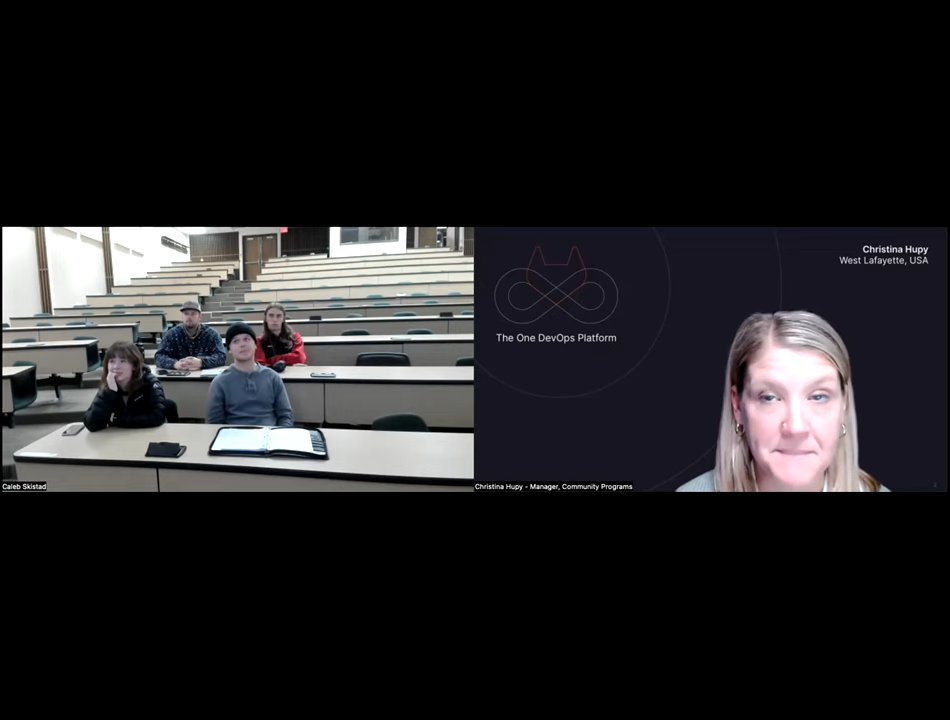 Caleb Skistad
The One DevOps Platform
Christina Hupy
West Lafayette, USA
Christina Hupy - Manager, Community Programs